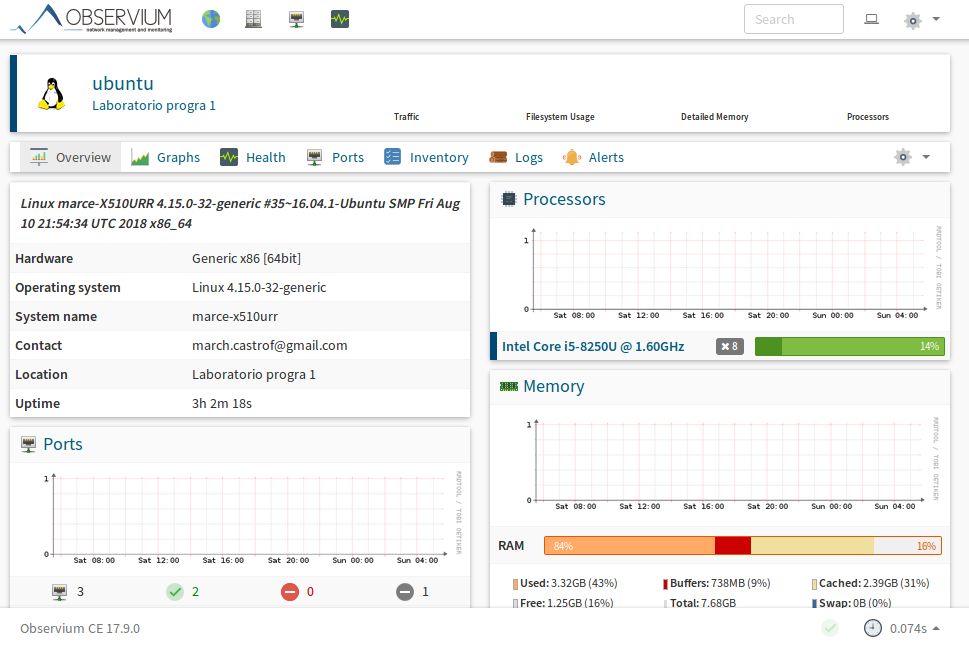 OBSERVIUM
network management and monitoring
Search
ubuntu
Laboratorio progra 1
Traffic Filesystem Usage Detailed Memory Processors
Overview Graphs Health Ports Inventory Logs Alerts
Linux marce-X510URR 4.15.0-32-generic #35~16.04.1-Ubuntu SMP Fri Aug
10 21:54:34 UTC 2018 x86_64
Hardware Generic x86 [64bit]
Operating system Linux 4.15.0-32-generic
System name marce-x510urr
Contact march.castrof@gmail.com
Location Laboratorio progra 1
Uptime 3h 2m 18s
Ports
1
0
Sat 08:00 Sat 12:00 Sat 16:00 Sat 20:00 Sun 00:00 Sun 04:00
RRDTOOL / TOBI OETIKER
3 2 0 1
Processors
1
0
Sat 08:00 Sat 12:00 Sat 16:00 Sat 20:00 Sun 00:00 Sun 04:00
RRDTOOL / TOBI OETIKER
Intel Core i5-8250U @ 1.60GHz x 8 14%
Memory
1
0
Sat 08:00 Sat 12:00 Sat 16:00 Sat 20:00 Sun 00:00 Sun 04:00
RRDTOOL / TOBI OETIKER
RAM 84% 16%
Used: 3.32GB (43%) Buffers: 738MB (9%) Cached: 2.39GB (31%)
Free: 1.25GB (16%) Total: 7.68GB Swap: 0B (0%)
Observium CE 17.9.0 0.074s